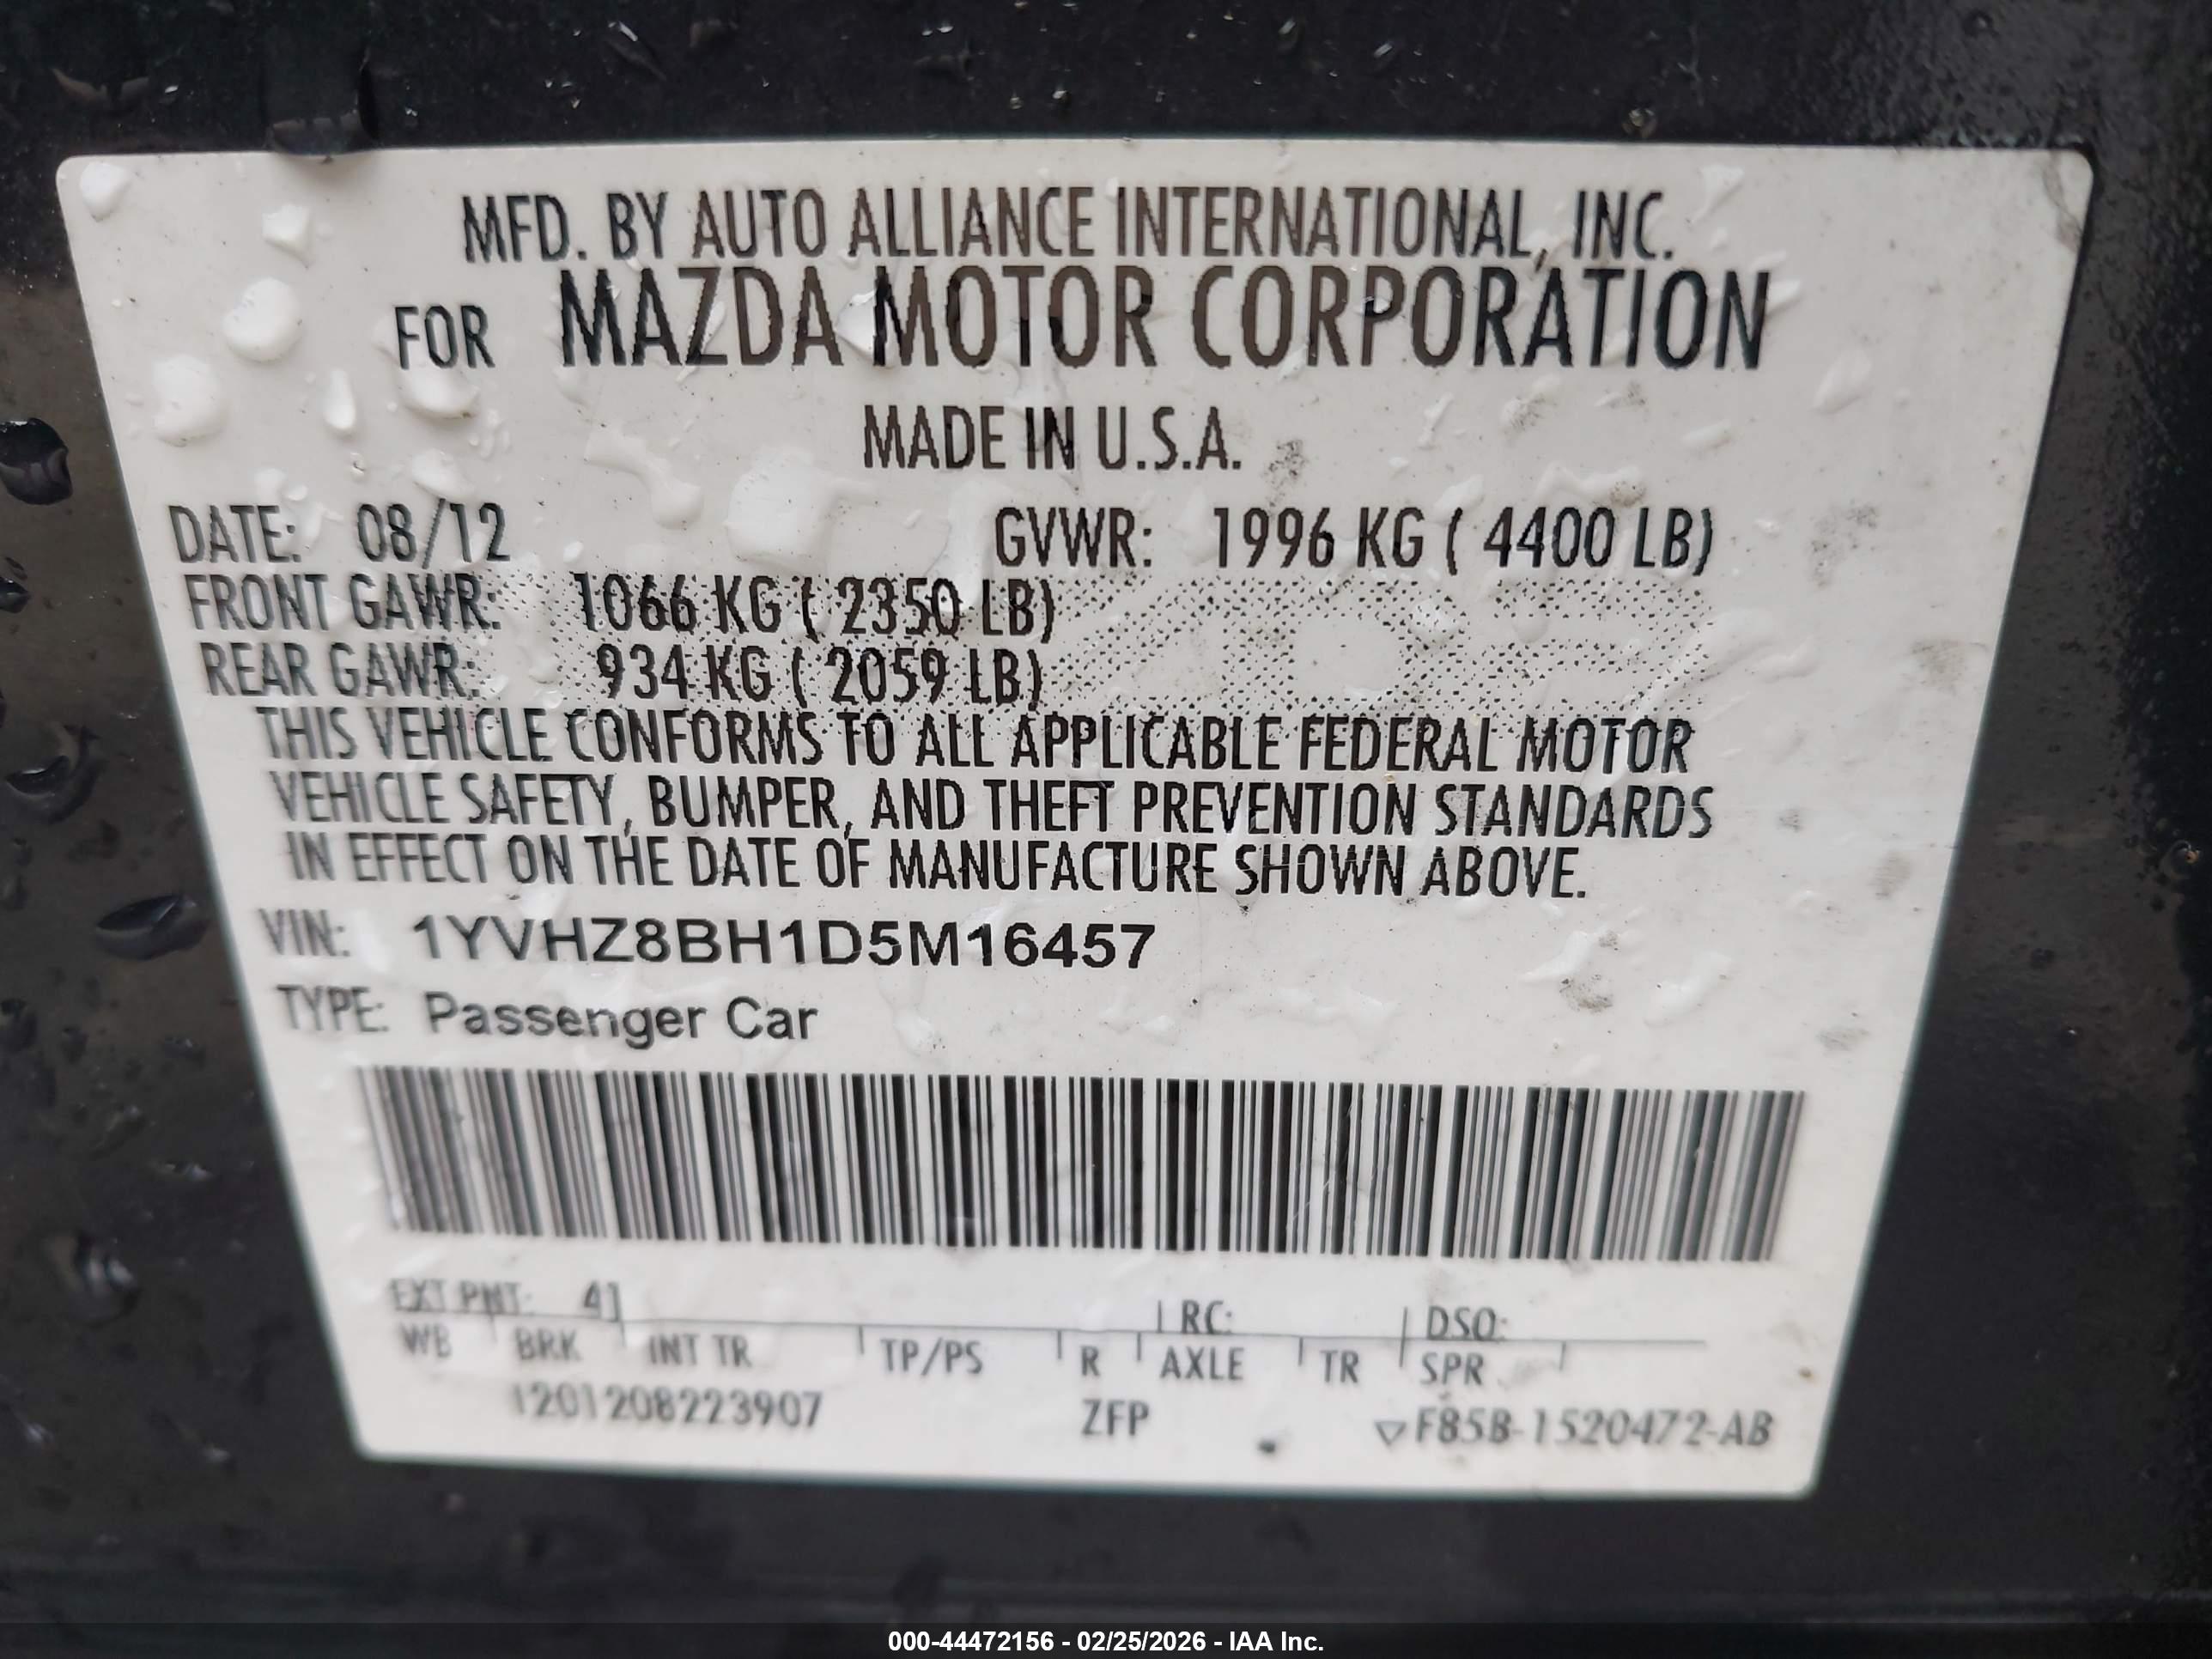 MFD. BY AUTO ALLIANCE INTERNATIONAL, INC.
FOR MAZDA MOTOR CORPORATION
MADE IN U.S.A.
DATE: 08/12 GVWR: 1996 KG ( 4400 LB)
FRONT GAWR: 1066 KG ( 2350 LB)
REAR GAWR: 934 KG ( 2059 LB)
THIS VEHICLE CONFORMS TO ALL APPLICABLE FEDERAL MOTOR
VEHICLE SAFETY, BUMPER, AND THEFT PREVENTION STANDARDS
IN EFFECT ON THE DATE OF MANUFACTURE SHOWN ABOVE.
VIN: 1YVHZ8BH1D5M16457
TYPE: Passenger Car
EXT PNT: 41 RC: DSO:
WB BRK INT TR TP/PS R AXLE TR SPR
1201208223907 ZFP ▽F85B-1520472-AB
000-44472156 - 02/25/2026 - IAA Inc.